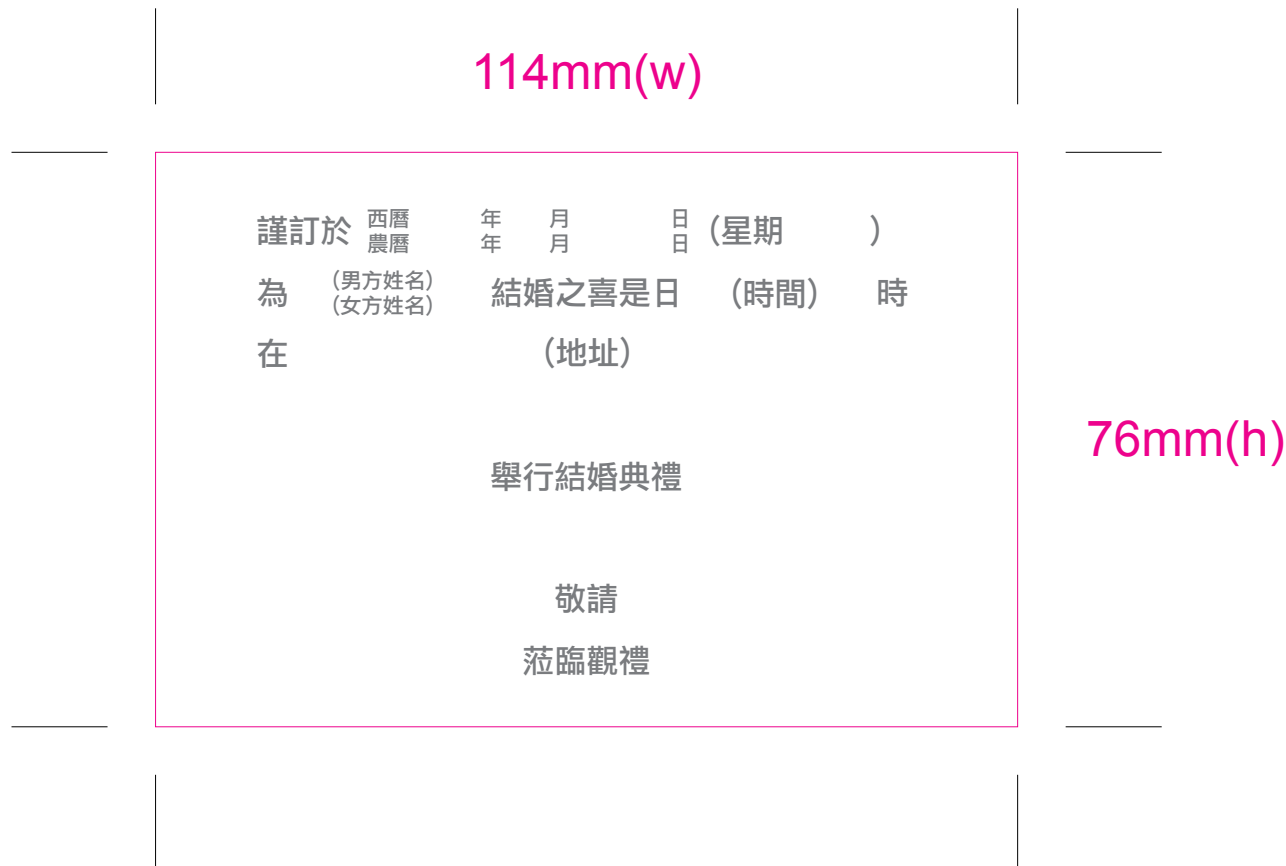 114mm(w)
謹訂於 西曆 年 月 日 (星期 )
農曆 年 月 日
為 (男方姓名) 結婚之喜是日 (時間) 時
(女方姓名)
在 (地址)
76mm(h)
舉行結婚典禮
敬請
蒞臨觀禮